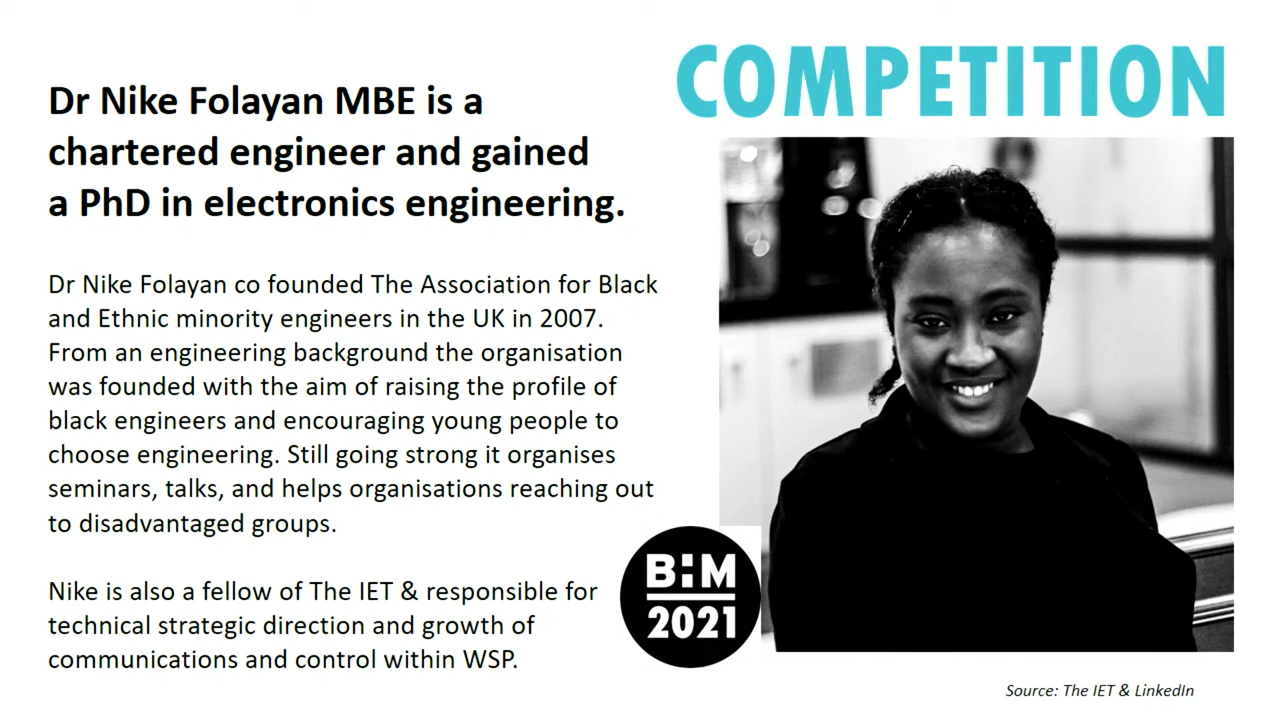 COMPETITION
Dr Nike Folayan MBE is a
chartered engineer and gained
a PhD in electronics engineering.
Dr Nike Folayan co founded The Association for Black
and Ethnic minority engineers in the UK in 2007.
From an engineering background the organisation
was founded with the aim of raising the profile of
black engineers and encouraging young people to
choose engineering. Still going strong it organises
seminars, talks, and helps organisations reaching out
to disadvantaged groups.
Nike is also a fellow of The IET & responsible for
technical strategic direction and growth of
communications and control within WSP.
B:HM
2021
Source: The IET & LinkedIn